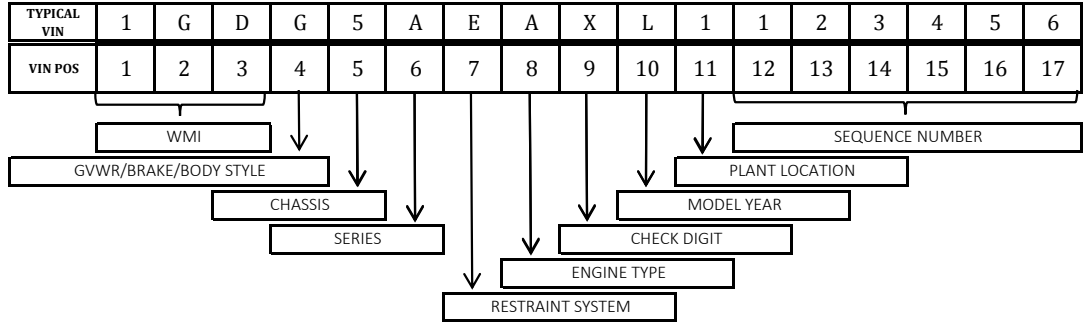 TYPICAL VIN 1 G D G 5 A E A X L 1 1 2 3 4 5 6
VIN POS 1 2 3 4 5 6 7 8 9 10 11 12 13 14 15 16 17
WMI SEQUENCE NUMBER
GVWR/BRAKE/BODY STYLE PLANT LOCATION
CHASSIS MODEL YEAR
SERIES CHECK DIGIT
ENGINE TYPE
RESTRAINT SYSTEM